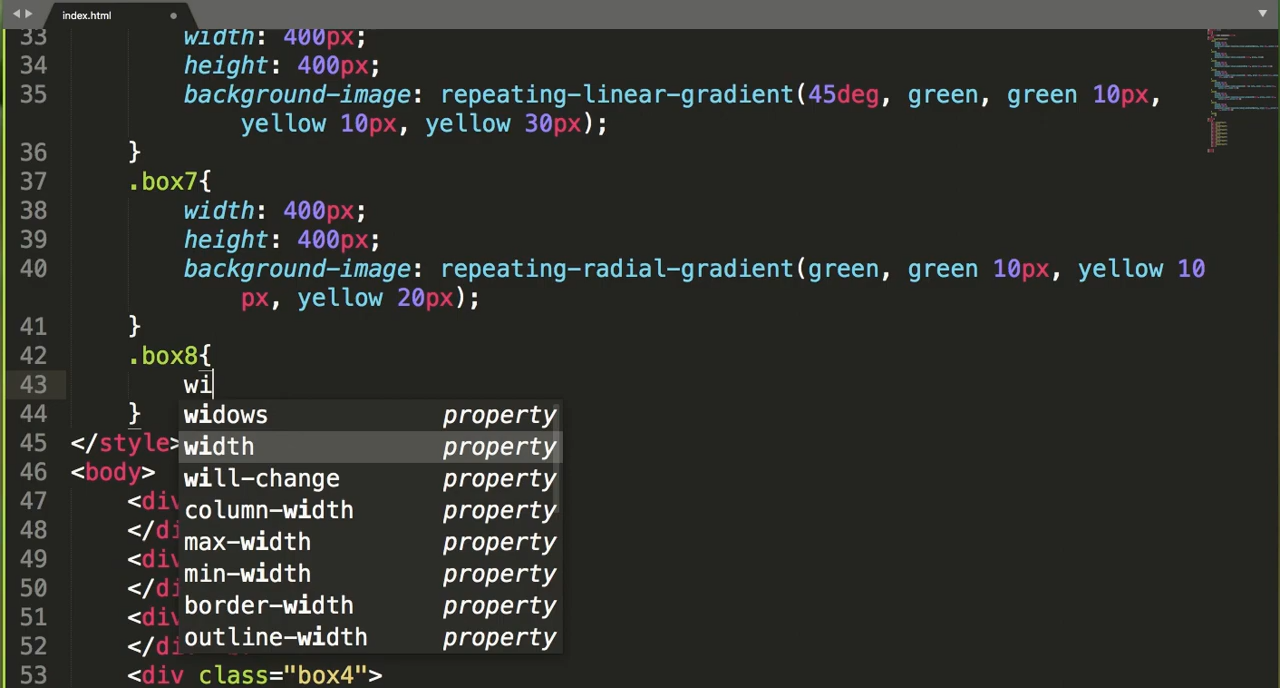 index.html
33 width: 400px;
34 height: 400px;
35 background-image: repeating-linear-gradient(45deg, green, green 10px,
yellow 10px, yellow 30px);
36 }
37 .box7{
38 width: 400px;
39 height: 400px;
40 background-image: repeating-radial-gradient(green, green 10px, yellow 10
px, yellow 20px);
41 }
42 .box8{
43 wi
44 }
widows property
45 </style>
width property
46 <body>
will-change property
47 <div
column-width property
48 </di
max-width property
49 <div
min-width property
50 </di
border-width property
51 <div
outline-width property
52 </di
53 <div class="box4">